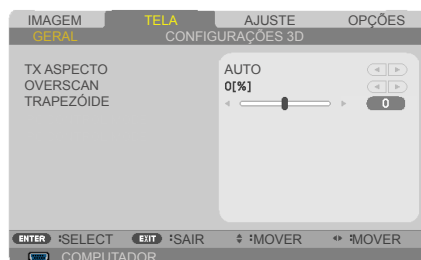 IMAGEM TELA AJUSTE OPÇÕES
GERAL CONFIGURAÇÕES 3D
TX ASPECTO AUTO
OVERSCAN 0[%]
TRAPEZÓIDE 0
ENTER :SELECT EXIT :SAIR :MOVER :MOVER
COMPUTADOR